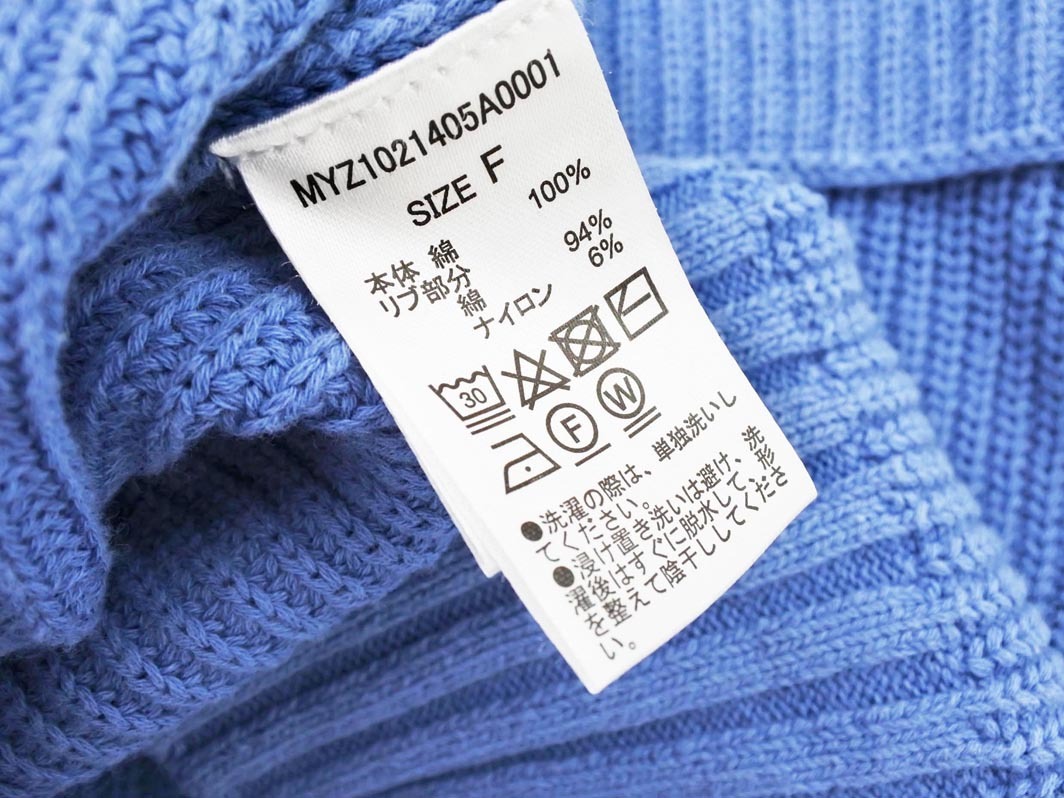 MYZ1021405A0001
SIZE F
本体 綿 100%
リブ部分
綿 94%
ナイロン 6%
30
F W
●洗濯の際は、単独洗いし
てください。
●浸け置き洗いは避け、洗
濯後はすぐに脱水して、形
を整えて陰干ししてくださ
い。